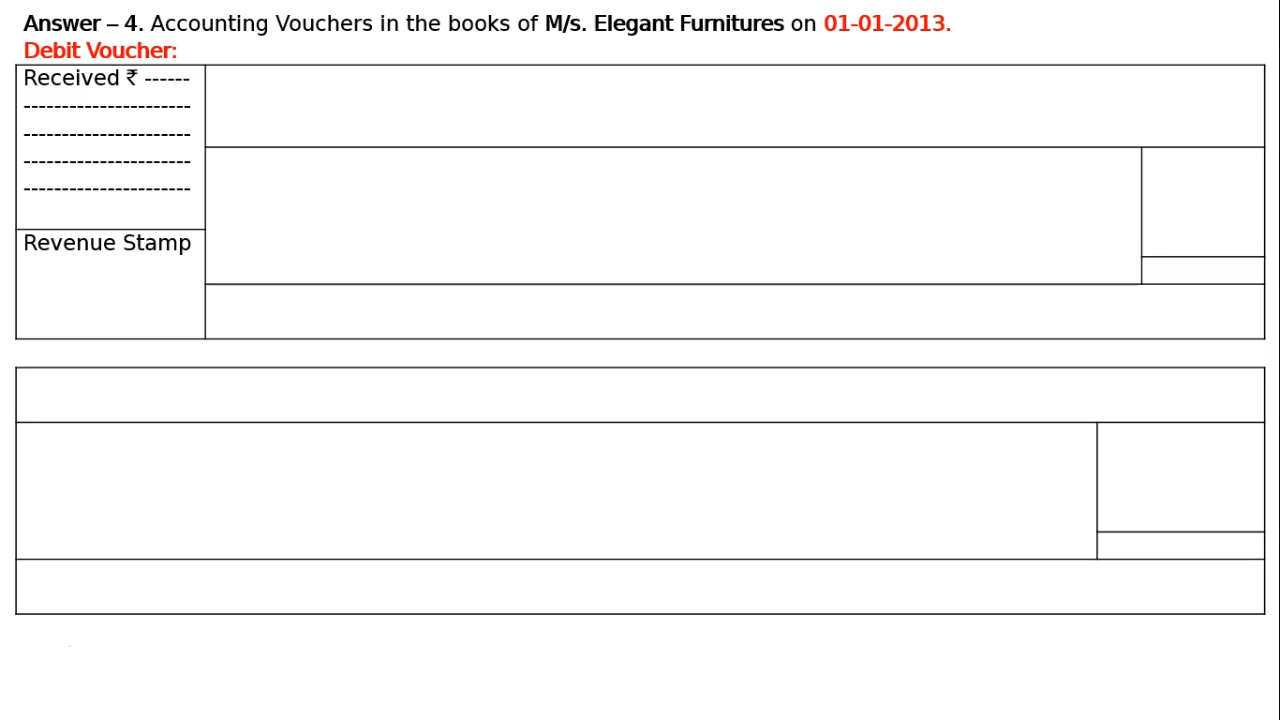 Answer – 4. Accounting Vouchers in the books of M/s. Elegant Furnitures on 01-01-2013.
Debit Voucher:
Received ₹ ------
----------------------
----------------------
----------------------
----------------------
Revenue Stamp